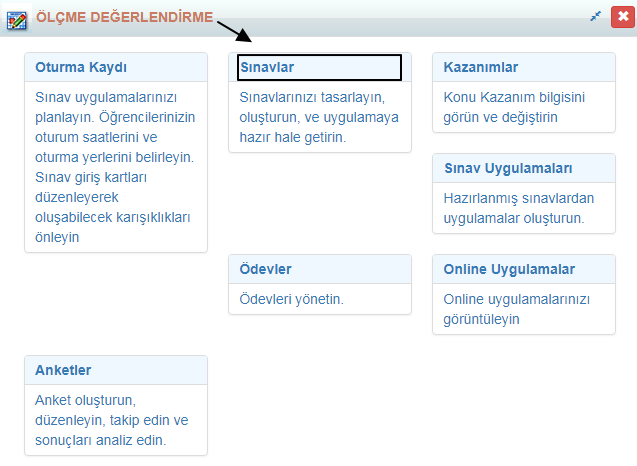 ÖLÇME DEĞERLENDİRME
Oturma Kaydı
Sınav uygulamalarınızı
planlayın. Öğrencilerinizin
oturum saatlerini ve
oturma yerlerini belirleyin.
Sınav giriş kartları
düzenleyerek
oluşabilecek karışıklıkları
önleyin
Sınavlar
Sınavlarınızı tasarlayın,
oluşturun, ve uygulamaya
hazır hale getirin.
Kazanımlar
Konu Kazanım bilgisini
görün ve değiştirin
Sınav Uygulamaları
Hazırlanmış sınavlardan
uygulamalar oluşturun.
Ödevler
Ödevleri yönetin.
Online Uygulamalar
Online uygulamalarınızı
görüntüleyin
Anketler
Anket oluşturun,
düzenleyin, takip edin ve
sonuçları analiz edin.